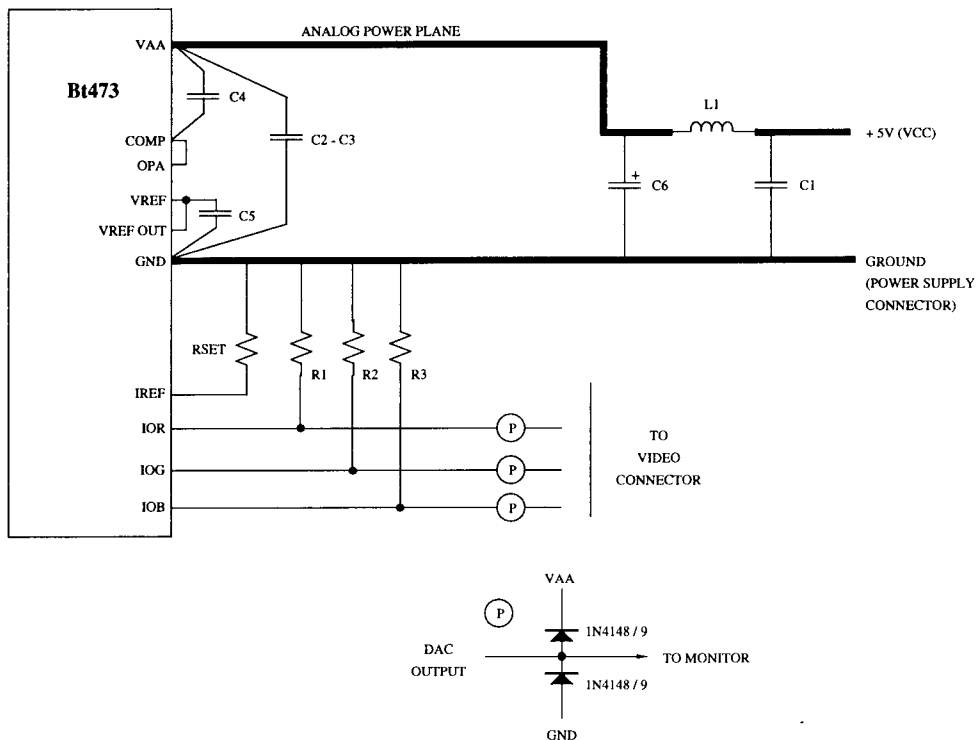 ANALOG POWER PLANE
VAA
Bt473
C4
L1
+ 5V (VCC)
COMP
C2 - C3
OPA
+
C6
C1
VREF
C5
VREF OUT
GND
GROUND
(POWER SUPPLY
CONNECTOR)
RSET
R1
R2
R3
IREF
IOR
P
TO
VIDEO
CONNECTOR
IOG
P
IOB
P
VAA
P
1N4148 / 9
DAC
OUTPUT
TO MONITOR
1N4148 / 9
GND